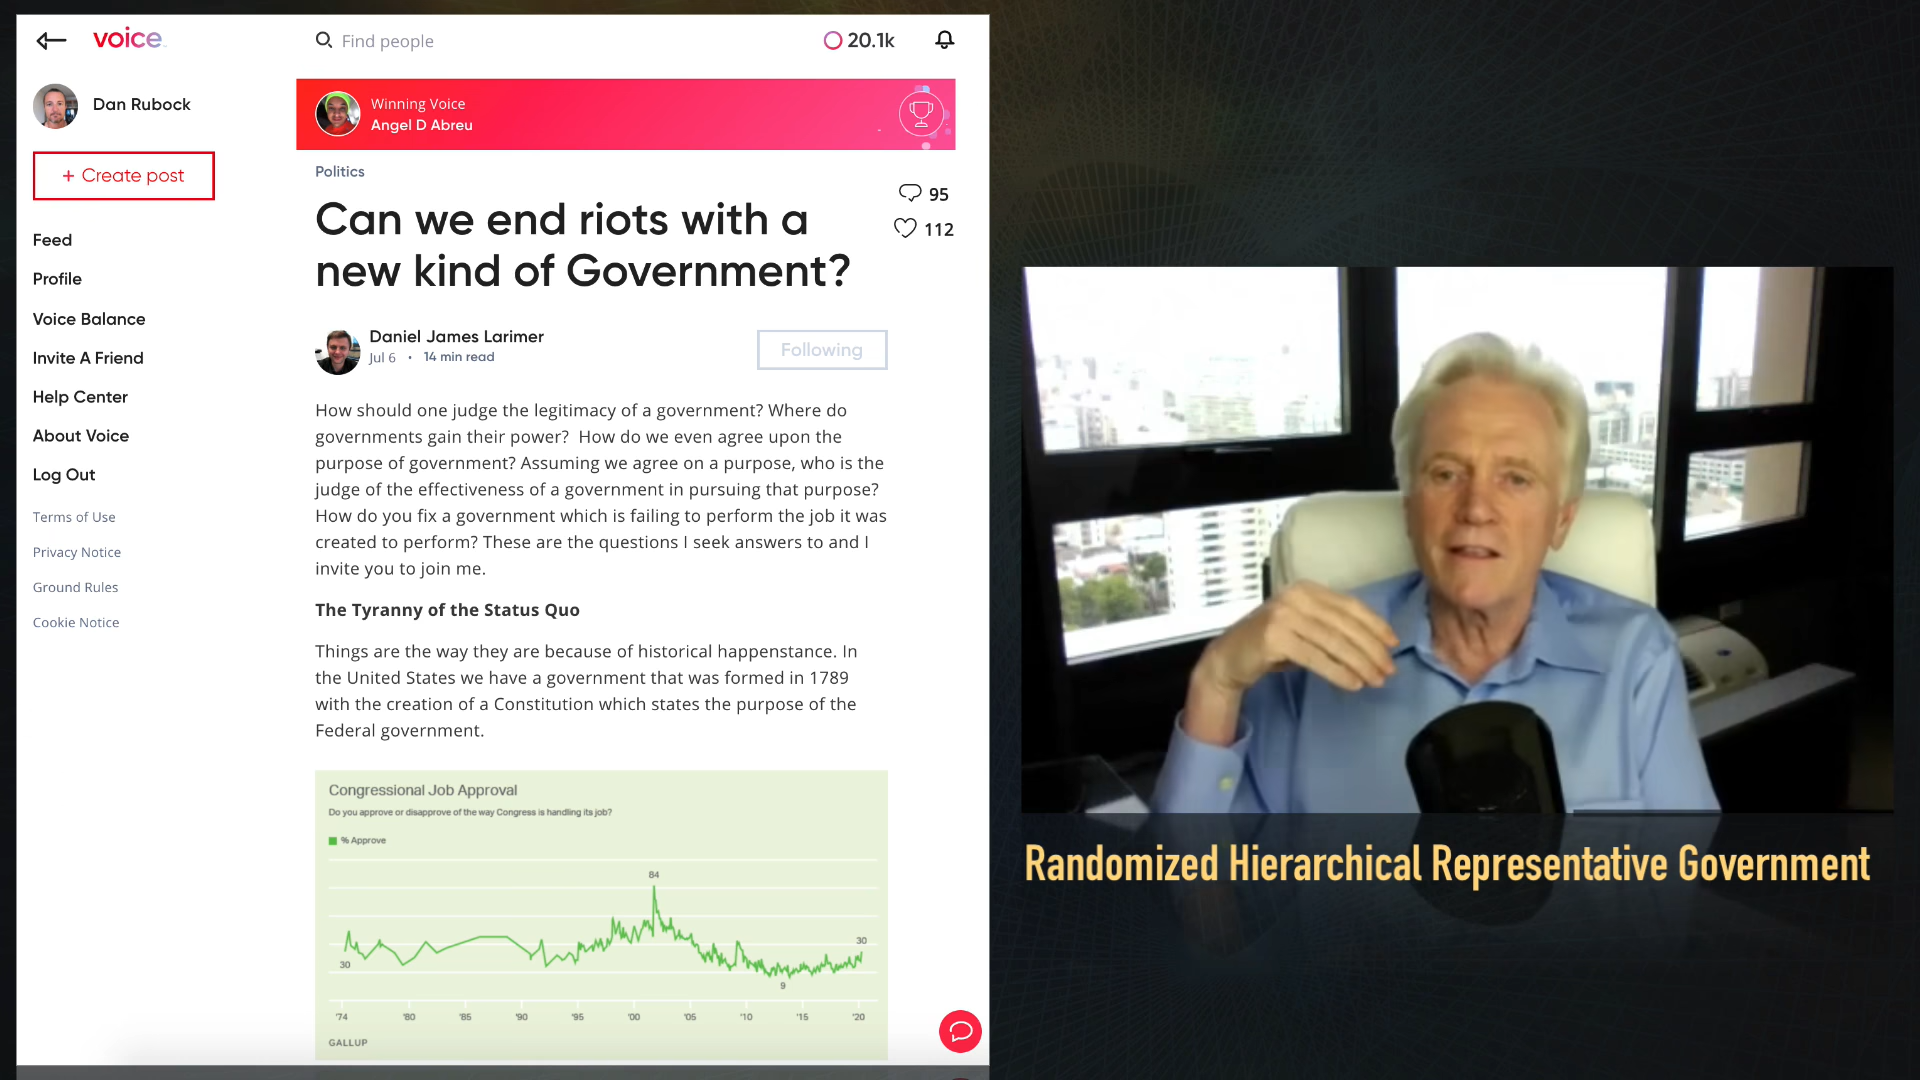 voice
Find people
20.1k
Dan Rubock
+ Create post
Feed
Profile
Voice Balance
Invite A Friend
Help Center
About Voice
Log Out
Terms of Use
Privacy Notice
Ground Rules
Cookie Notice
Winning Voice
Angel D Abreu
Politics
95
112
Can we end riots with a
new kind of Government?
Daniel James Larimer
Jul 6 • 14 min read
Following
How should one judge the legitimacy of a government? Where do
governments gain their power?  How do we even agree upon the
purpose of government? Assuming we agree on a purpose, who is the
judge of the effectiveness of a government in pursuing that purpose?
How do you fix a government which is failing to perform the job it was
created to perform? These are the questions I seek answers to and I
invite you to join me.
The Tyranny of the Status Quo
Things are the way they are because of historical happenstance. In
the United States we have a government that was formed in 1789
with the creation of a Constitution which states the purpose of the
Federal government.
Congressional Job Approval
Do you approve or disapprove of the way Congress is handling its job?
% Approve
84
30
30
9
'74 '80 '85 '90 '95 '00 '05 '10 '15 '20
GALLUP
Randomized Hierarchical Representative Government